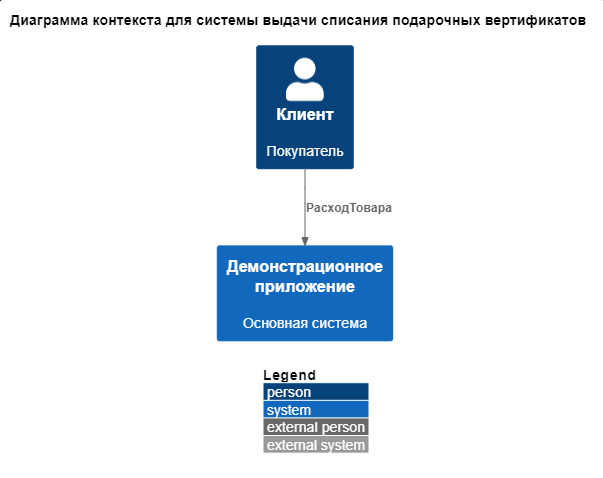 Диаграмма контекста для системы выдачи списания подарочных вертификатов
Клиент
Покупатель
РасходТовара
Демонстрационное
приложение
Основная система
Legend
person
system
external person
external system